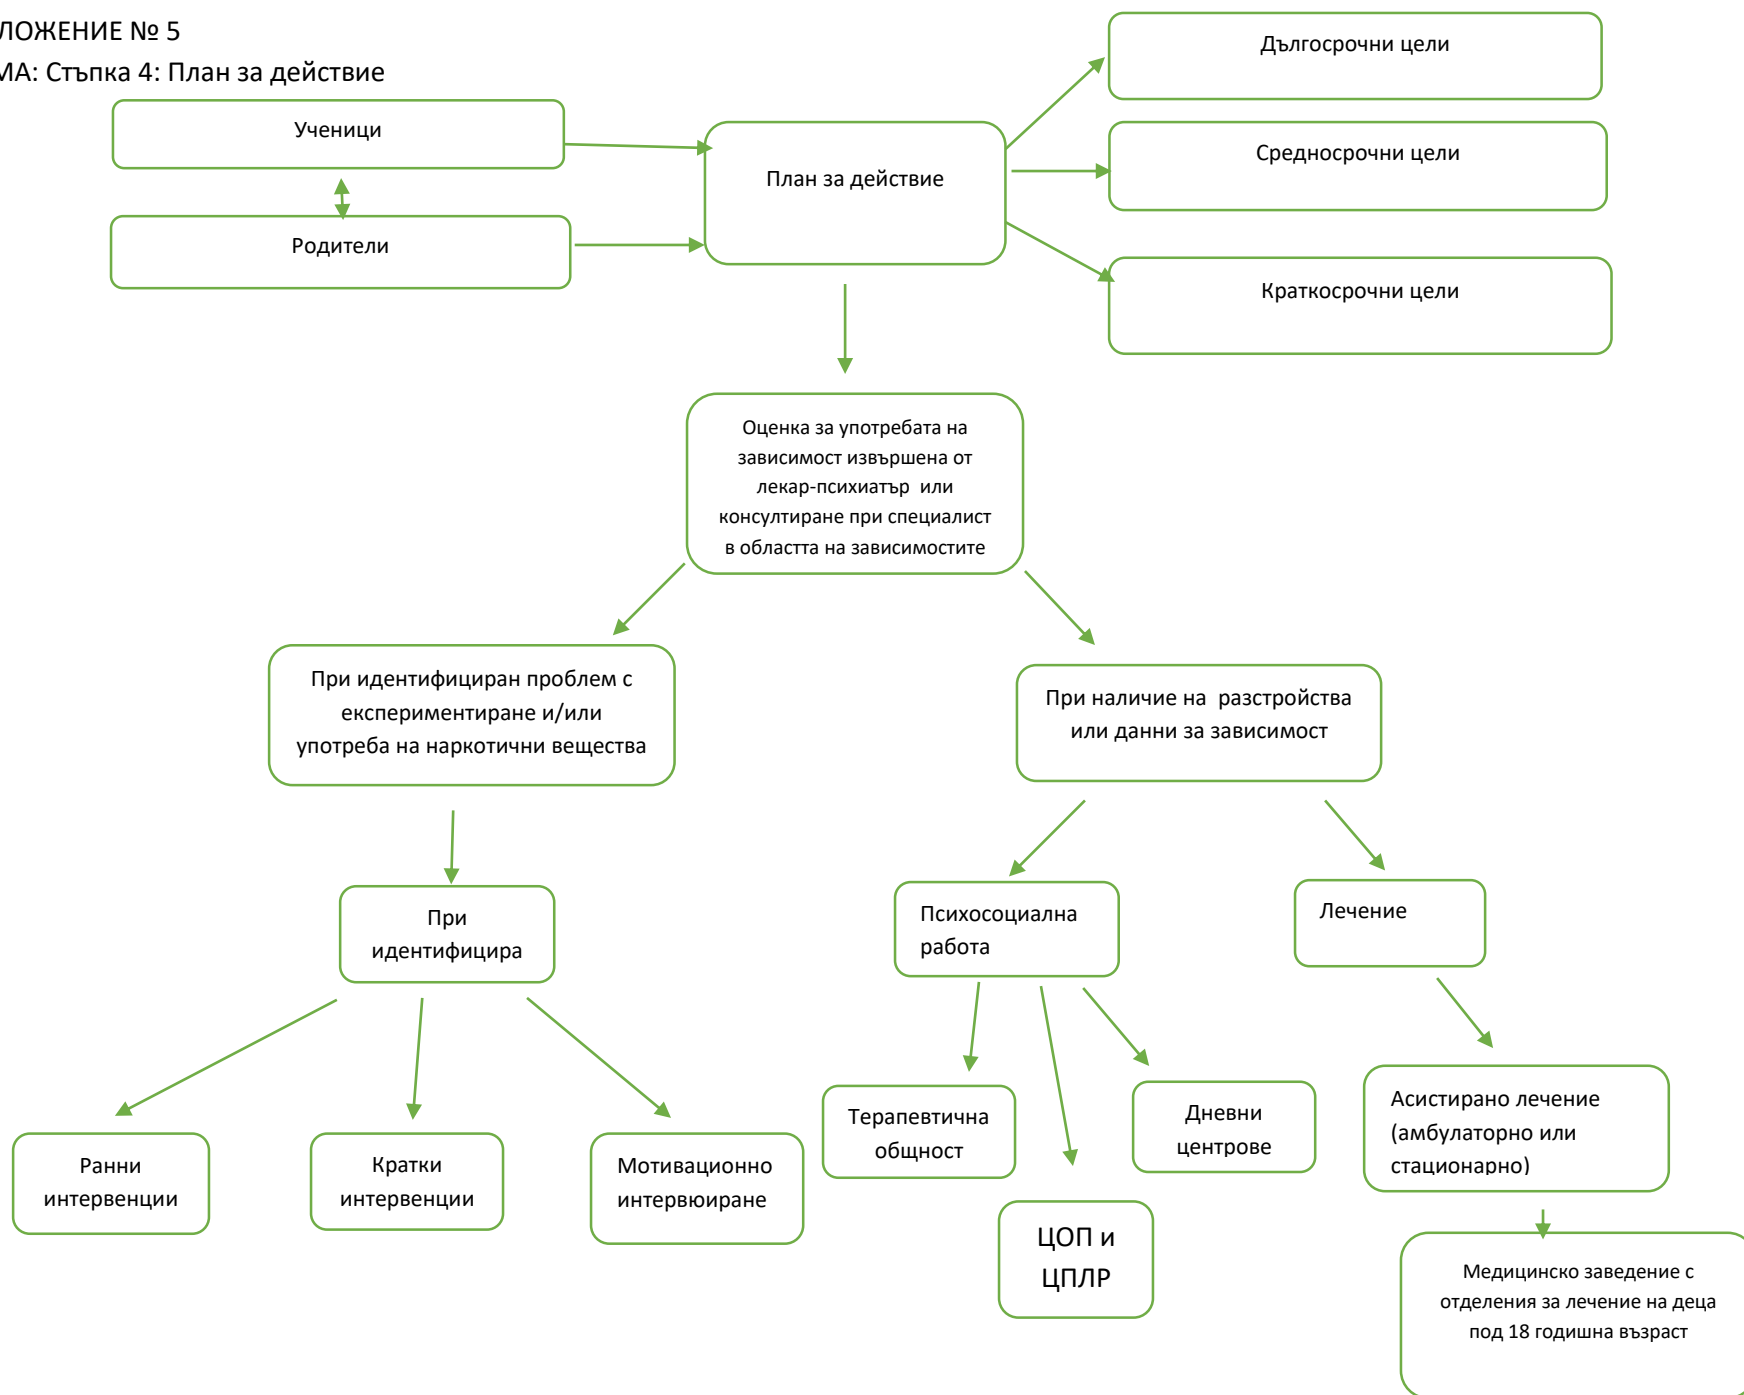 ЛОЖЕНИЕ № 5
МА: Стъпка 4: План за действие
Ученици
Родители
План за действие
Дългосрочни цели
Средносрочни цели
Краткосрочни цели
Оценка за употребата на
зависимост извършена от
лекар-психиатър или
консултиране при специалист
в областта на зависимостите
При идентифициран проблем с
експериментиране и/или
употреба на наркотични вещества
При наличие на разстройства
или данни за зависимост
При
идентифицира
Психосоциална
работа
Лечение
Ранни
интервенции
Кратки
интервенции
Мотивационно
интервюиране
Терапевтична
общност
ЦОП и
ЦПЛР
Дневни
центрове
Асистирано лечение
(амбулаторно или
стационарно)
Медицинско заведение с
отделения за лечение на деца
под 18 годишна възраст